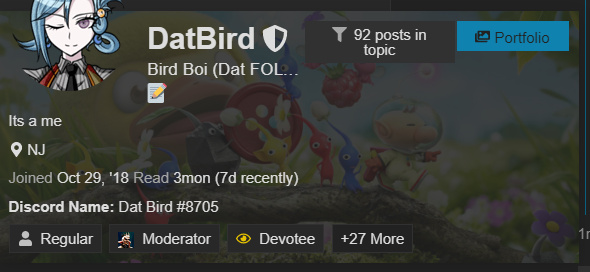 DatBird
92 posts in
topic
Portfolio
Bird Boi (Dat FOL...
Its a me
NJ
Joined Oct 29, '18 Read 3mon (7d recently)
Discord Name: Dat Bird #8705
Regular
Moderator
Devotee
+27 More